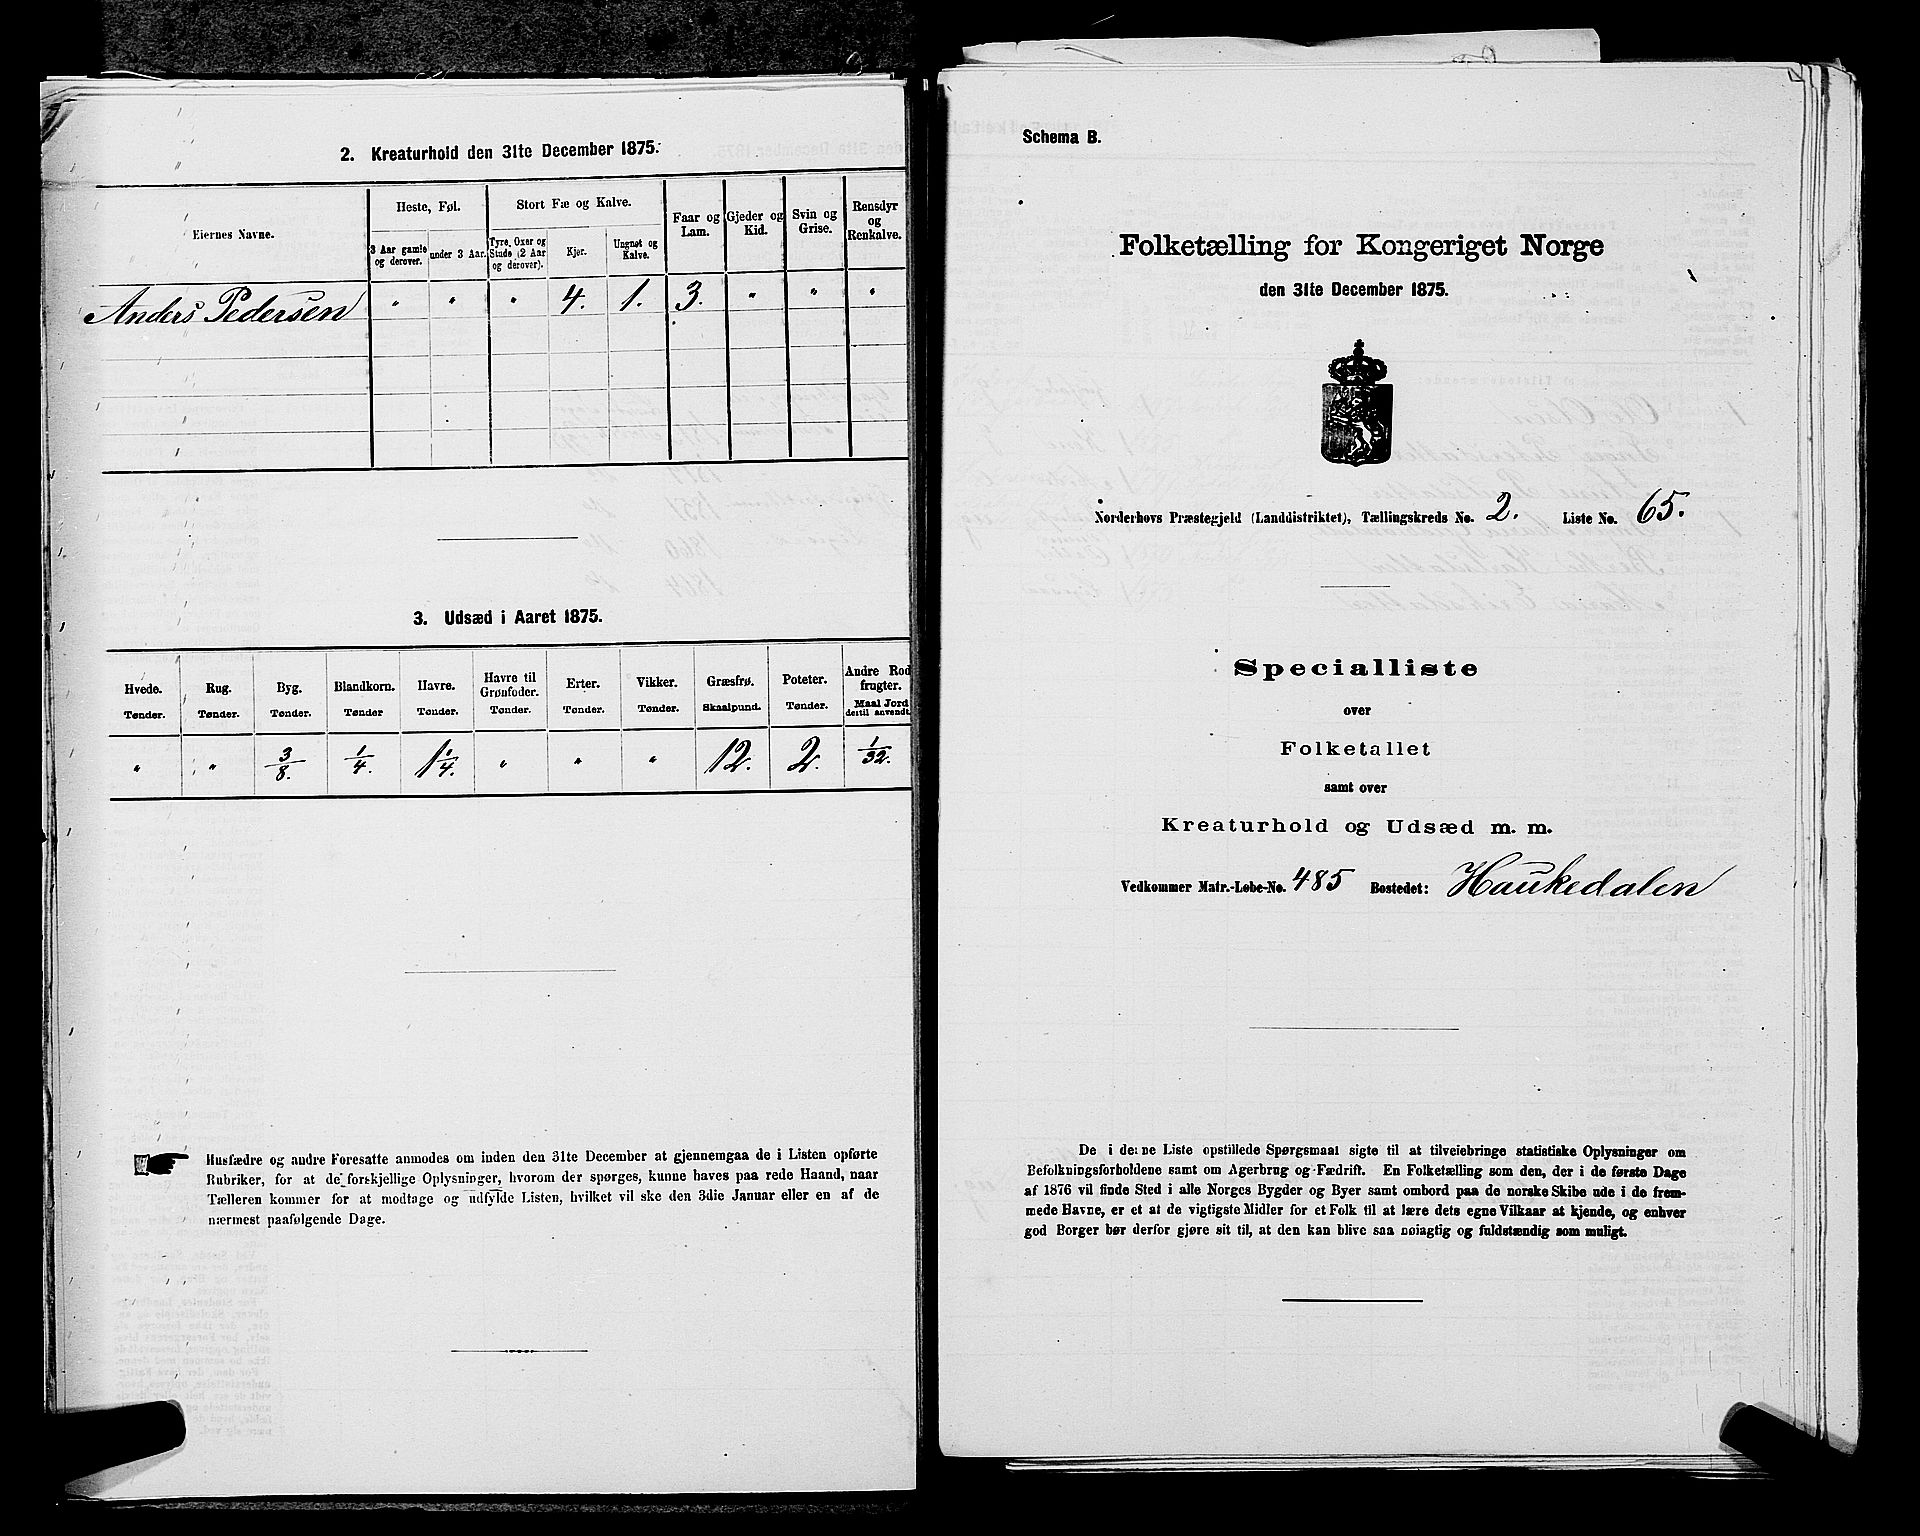 2. Kreaturhold den 31te December 1875.
Eiernes Navne.
Heste, Føl.
Stort Fæ og Kalve.
Faar og Lam.
Gjeder og Kid.
Svin og Grise.
Rensdyr og Renkalve.
3 Aar gamle og derover.
under 3 Aar.
Tyre, Oxer og Stude (2 Aar og derover).
Kjør.
Ungnøt og Kalve.
Anders Pedersen " " " 4. 1. 3. " " "
3. Udsæd i Aaret 1875.
Hvede. Rug. Byg. Blandkorn. Havre. Havre til Grønfoder. Erter. Vikker. Græsfrø. Poteter. Andre Rodfrugter.
Tønder. Tønder. Tønder. Tønder Tønder. Tønder. Tønder. Tønder. Skaalpund. Tønder. Maal Jord dertil anvendt.
" " 3/8. 1/4. 1 1/4. " " " 12. 2. 1/32.
Husfædre og andre Foresatte anmodes om inden den 31te December at gjennemgaa de i Listen opførte
Rubriker, for at de forskjellige Oplysninger, hvorom der spørges, kunne haves paa rede Haand, naar
Tælleren kommer for at modtage og udfylde Listen, hvilket vil ske den 3die Januar eller en af de
nærmest paafølgende Dage.
Schema B.
Folketælling for Kongeriget Norge
den 31te December 1875.
Norderhovs Præstegjeld (Landdistriktet), Tællingskreds No. 2. Liste No. 65.
Specialliste
over
Folketallet
samt over
Kreaturhold og Udsæd m. m.
Vedkommer Matr.-Løbe-No. 485 Bostedet: Haukedalen
De i denne Liste opstillede Spørgsmaal sigte til at tilveiebringe statistiske Oplysninger om
Befolkningsforholdene samt om Agerbrug og Fædrift. En Folketælling som den, der i de første Dage
af 1876 vil finde Sted i alle Norges Bygder og Byer samt ombord paa de norske Skibe ude i de frem-
mede Havne, er et at de vigtigste Midler for et Folk til at lære dets egne Vilkaar at kjende, og enhver
god Borger bør derfor gjøre sit til, at den kan blive saa nøiagtig og fuldstændig som muligt.